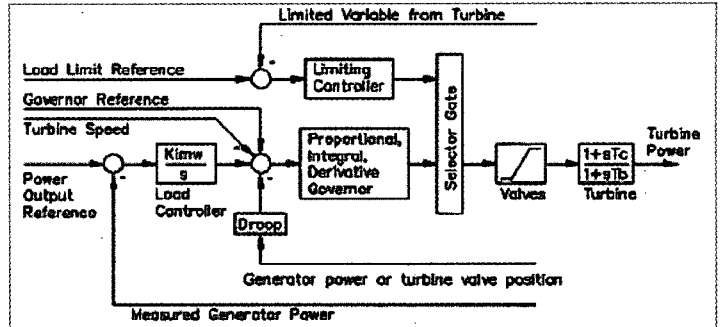 Limited Variable from Turbine
Load Limit Reference
Limiting
Controller
Governor Reference
Turbine Speed
Kimw
s
Load
Controller
Power
Output
Reference
Proportional,
Integral,
Derivative
Governor
Droop
Selector Gate
Valves
1+sTc
1+sTb
Turbine
Turbine
Power
Generator power or turbine valve position
Measured Generator Power